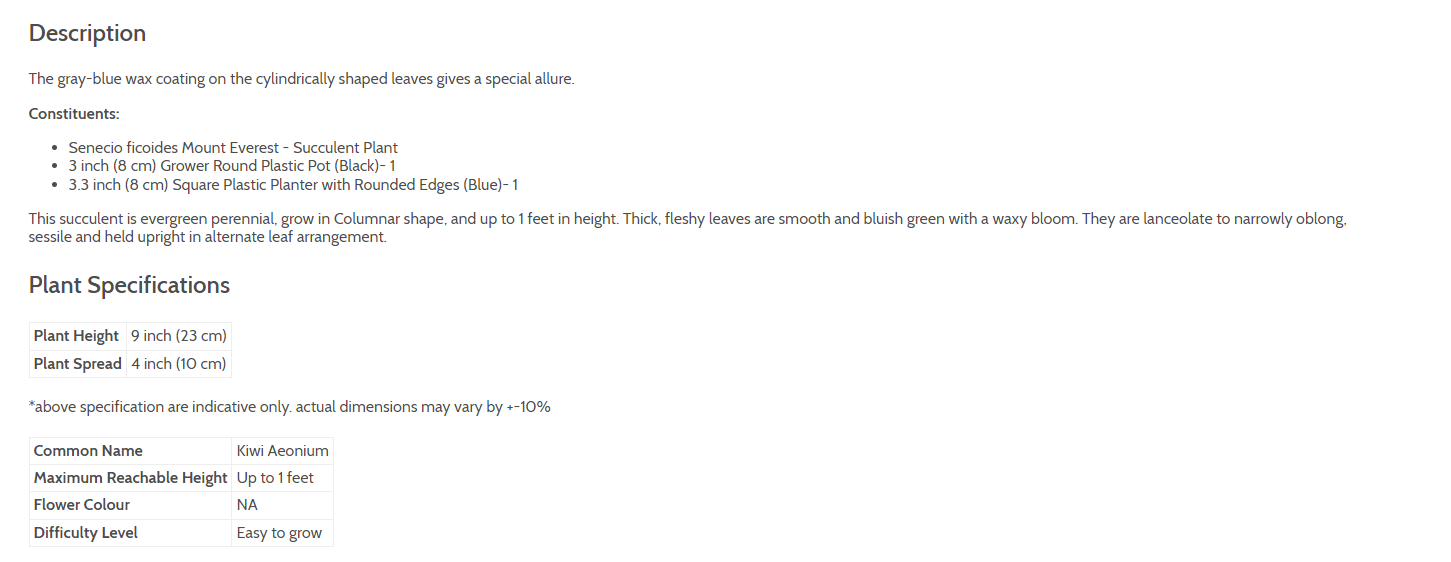 Description
The gray-blue wax coating on the cylindrically shaped leaves gives a special allure.
Constituents:
• Senecio ficoides Mount Everest - Succulent Plant
• 3 inch (8 cm) Grower Round Plastic Pot (Black)- 1
• 3.3 inch (8 cm) Square Plastic Planter with Rounded Edges (Blue)- 1
This succulent is evergreen perennial, grow in Columnar shape, and up to 1 feet in height. Thick, fleshy leaves are smooth and bluish green with a waxy bloom. They are lanceolate to narrowly oblong,
sessile and held upright in alternate leaf arrangement.
Plant Specifications
Plant Height 9 inch (23 cm)
Plant Spread 4 inch (10 cm)
*above specification are indicative only. actual dimensions may vary by +-10%
Common Name Kiwi Aeonium
Maximum Reachable Height Up to 1 feet
Flower Colour NA
Difficulty Level Easy to grow